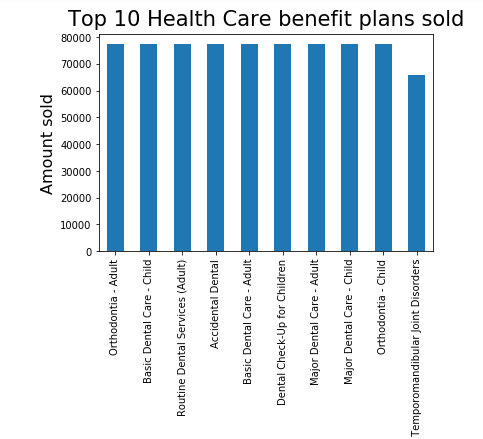 Top 10 Health Care benefit plans sold
Amount sold
80000
70000
60000
50000
40000
30000
20000
10000
0
Orthodontia - Adult
Basic Dental Care - Child
Routine Dental Services (Adult)
Accidental Dental
Basic Dental Care - Adult
Dental Check-Up for Children
Major Dental Care - Adult
Major Dental Care - Child
Orthodontia - Child
Temporomandibular Joint Disorders